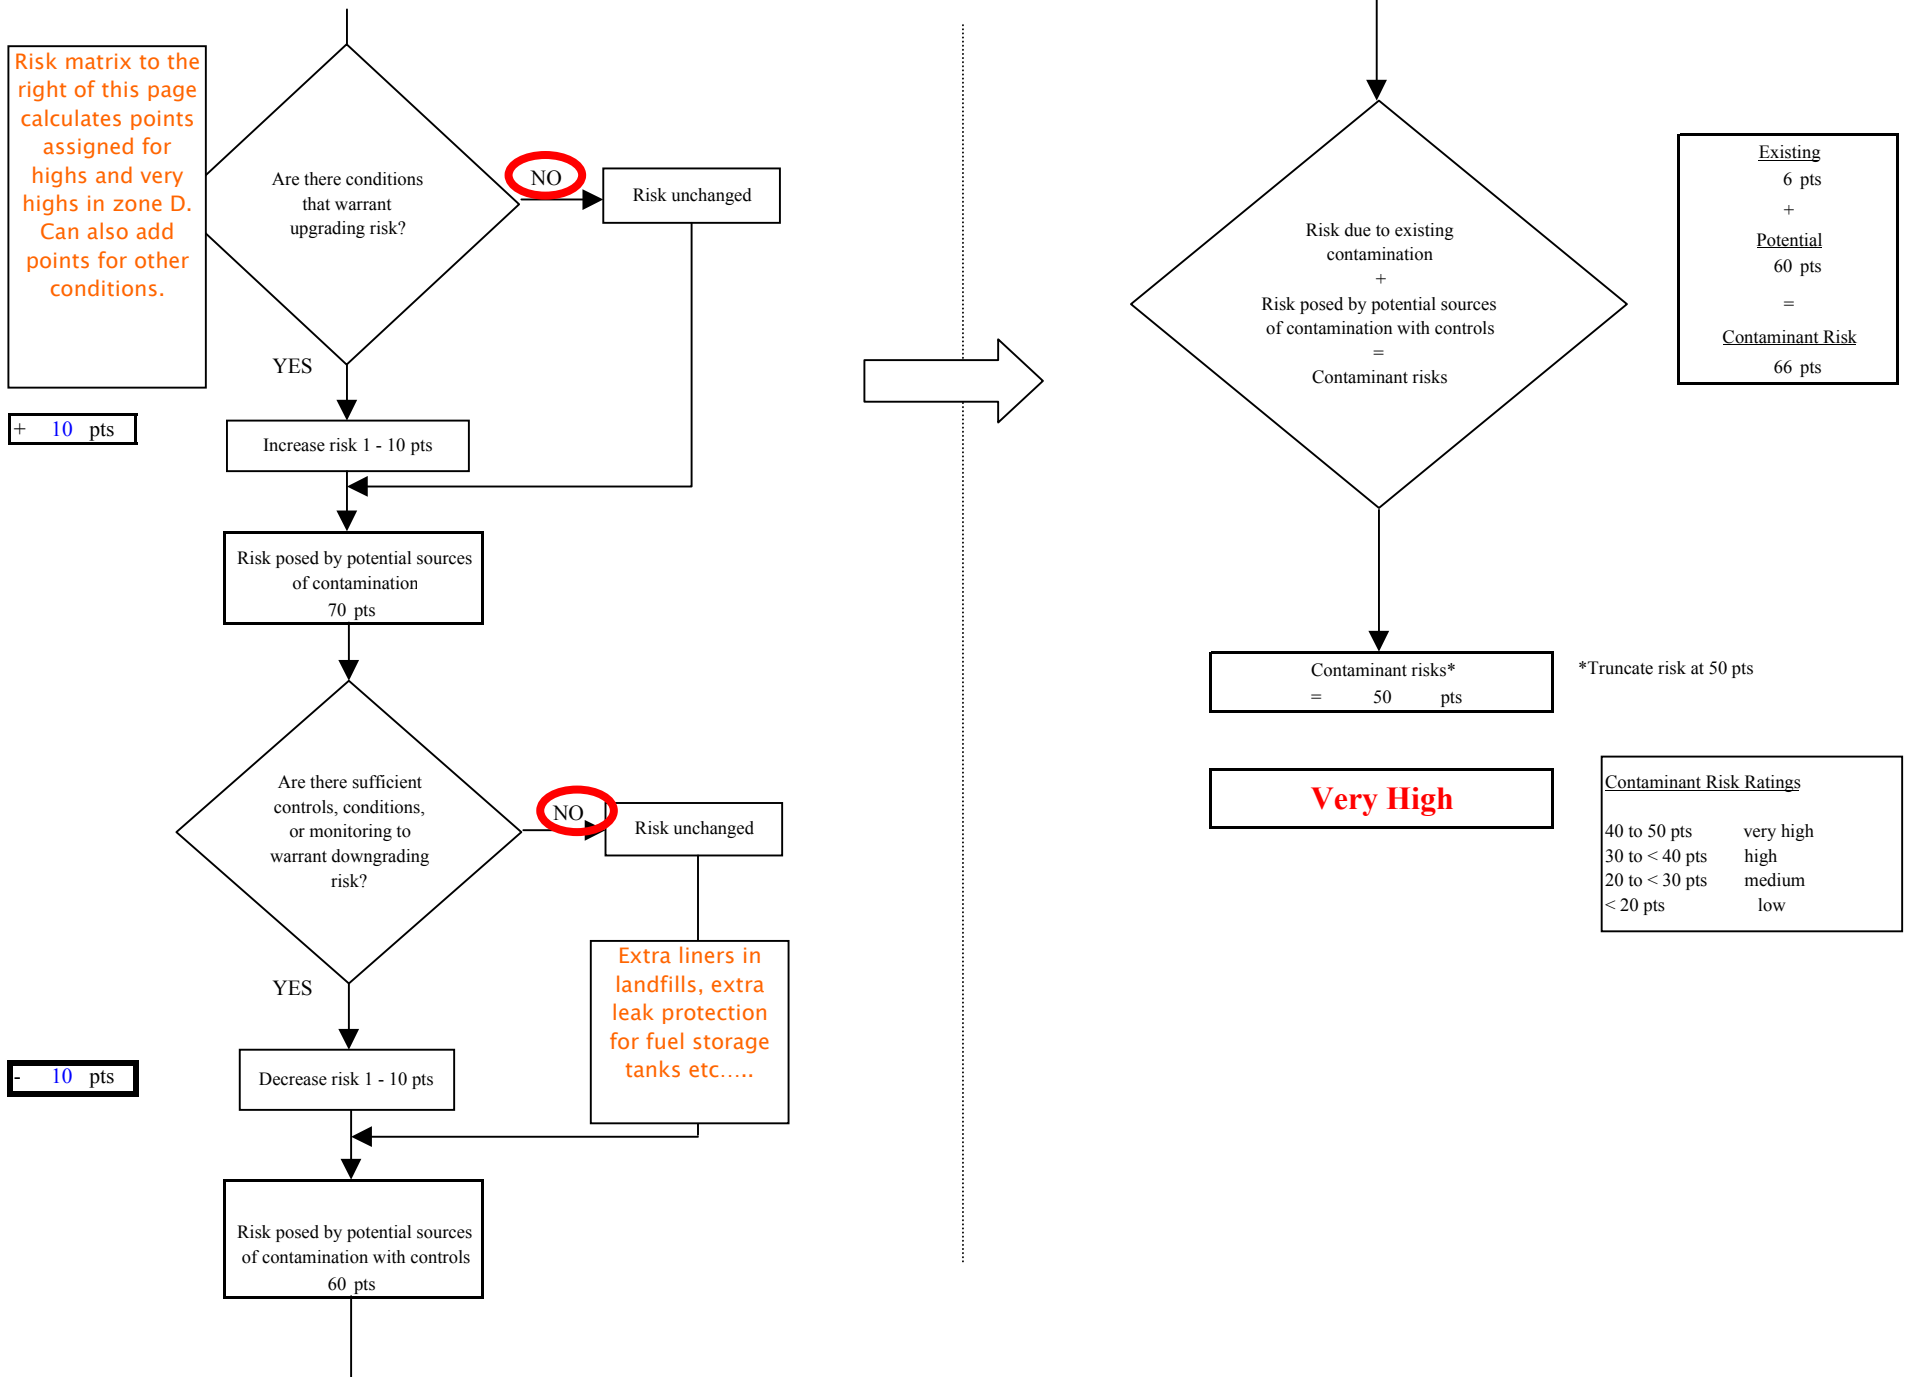 Risk matrix to the
right of this page
calculates points
assigned for
highs and very
highs in zone D.
Can also add
points for other
conditions.
Are there conditions
that warrant
upgrading risk?
NO
Risk unchanged
YES
+ 10 pts
Increase risk 1 - 10 pts
Risk posed by potential sources
of contamination
70 pts
Are there sufficient
controls, conditions,
or monitoring to
warrant downgrading
risk?
NO
Risk unchanged
Extra liners in
landfills, extra
leak protection
for fuel storage
tanks etc.....
YES
- 10 pts
Decrease risk 1 - 10 pts
Risk posed by potential sources
of contamination with controls
60 pts
Risk due to existing
contamination
+
Risk posed by potential sources
of contamination with controls
=
Contaminant risks
Existing
6 pts
+
Potential
60 pts
=
Contaminant Risk
66 pts
Contaminant risks*
= 50 pts
*Truncate risk at 50 pts
Very High
Contaminant Risk Ratings
40 to 50 pts very high
30 to < 40 pts high
20 to < 30 pts medium
< 20 pts low